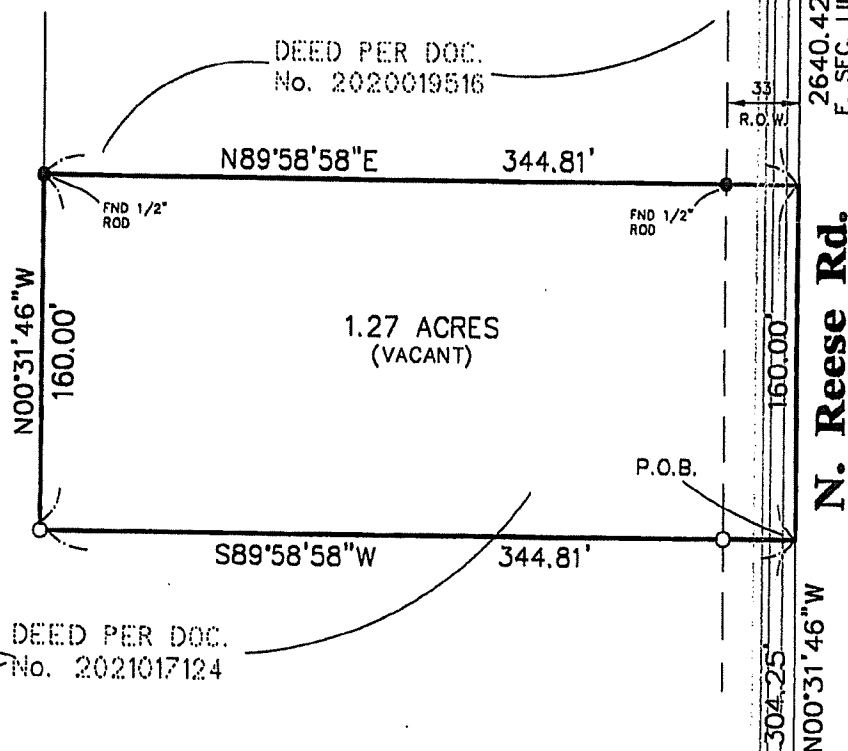 DEED PER DOC.
No. 2020019516
2640.42
33
R.O.W.
N89°58'58"E 344.81'
FND 1/2"
ROD
FND 1/2"
ROD
N00°31'46"W
160.00'
1.27 ACRES
(VACANT)
160.00'
N. Reese Rd.
P.O.B.
S89°58'58"W 344.81'
DEED PER DOC.
No. 2021017124
304.25'
N00°31'46"W